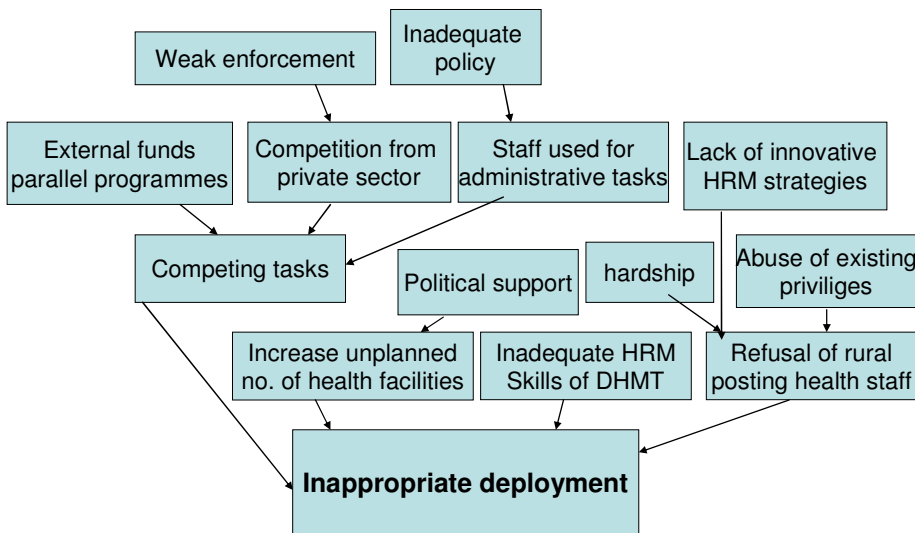 Weak enforcement
Inadequate
policy
External funds
parallel programmes
Competition from
private sector
Staff used for
administrative tasks
Lack of innovative
HRM strategies
Competing tasks
Political support
hardship
Abuse of existing
priviliges
Increase unplanned
no. of health facilities
Inadequate HRM
Skills of DHMT
Refusal of rural
posting health staff
Inappropriate deployment